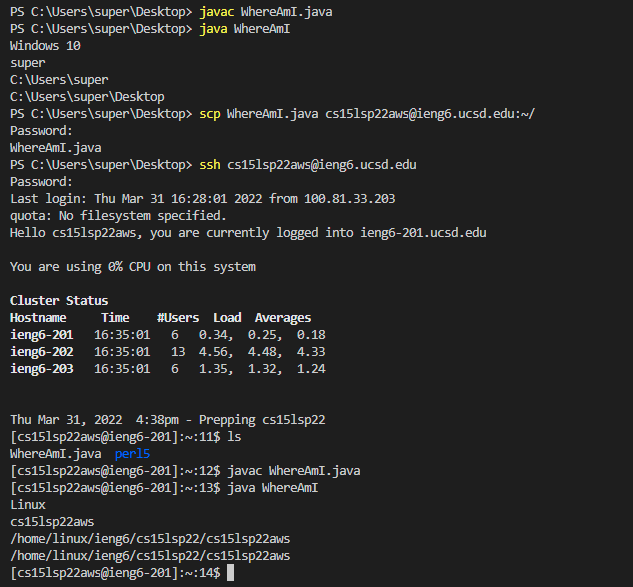 PS C:\Users\super\Desktop> javac WhereAmI.java
PS C:\Users\super\Desktop> java WhereAmI
Windows 10
super
C:\Users\super
C:\Users\super\Desktop
PS C:\Users\super\Desktop> scp WhereAmI.java cs15lsp22aws@ieng6.ucsd.edu:~/
Password:
WhereAmI.java
PS C:\Users\super\Desktop> ssh cs15lsp22aws@ieng6.ucsd.edu
Password:
Last login: Thu Mar 31 16:28:01 2022 from 100.81.33.203
quota: No filesystem specified.
Hello cs15lsp22aws, you are currently logged into ieng6-201.ucsd.edu
You are using 0% CPU on this system
Cluster Status
Hostname     Time    #Users  Load  Averages
ieng6-201   16:35:01   6   0.34,  0.25,  0.18
ieng6-202   16:35:01   13  4.56,  4.48,  4.33
ieng6-203   16:35:01   6   1.35,  1.32,  1.24
Thu Mar 31, 2022  4:38pm - Prepping cs15lsp22
[cs15lsp22aws@ieng6-201]:~:11$ ls
WhereAmI.java  perl5
[cs15lsp22aws@ieng6-201]:~:12$ javac WhereAmI.java
[cs15lsp22aws@ieng6-201]:~:13$ java WhereAmI
Linux
cs15lsp22aws
/home/linux/ieng6/cs15lsp22/cs15lsp22aws
/home/linux/ieng6/cs15lsp22/cs15lsp22aws
[cs15lsp22aws@ieng6-201]:~:14$